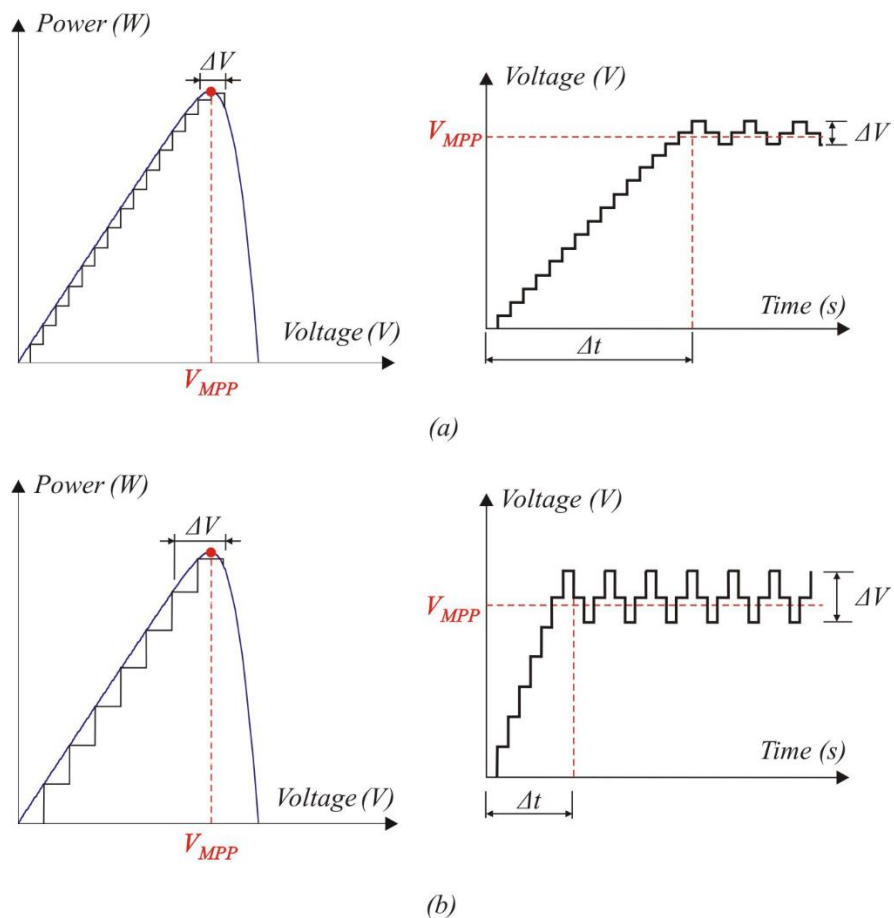 Power (W)
ΔV
Voltage (V)
V_MPP
Voltage (V)
V_MPP
ΔV
Time (s)
Δt
(a)
Power (W)
ΔV
Voltage (V)
V_MPP
Voltage (V)
V_MPP
ΔV
Time (s)
Δt
(b)